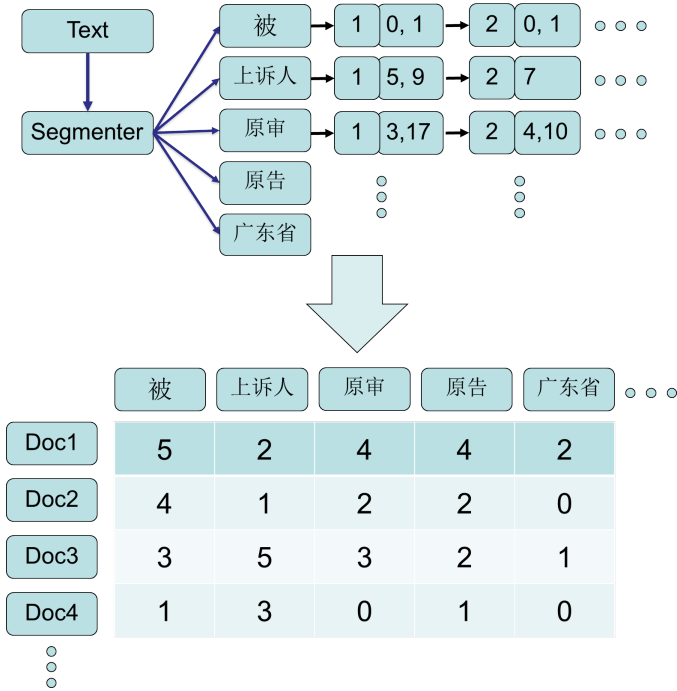 Text
Segmenter
被 1 0, 1 2 0, 1
上诉人 1 5, 9 2 7
原审 1 3,17 2 4,10
原告
广东省
被 上诉人 原审 原告 广东省
Doc1 5 2 4 4 2
Doc2 4 1 2 2 0
Doc3 3 5 3 2 1
Doc4 1 3 0 1 0